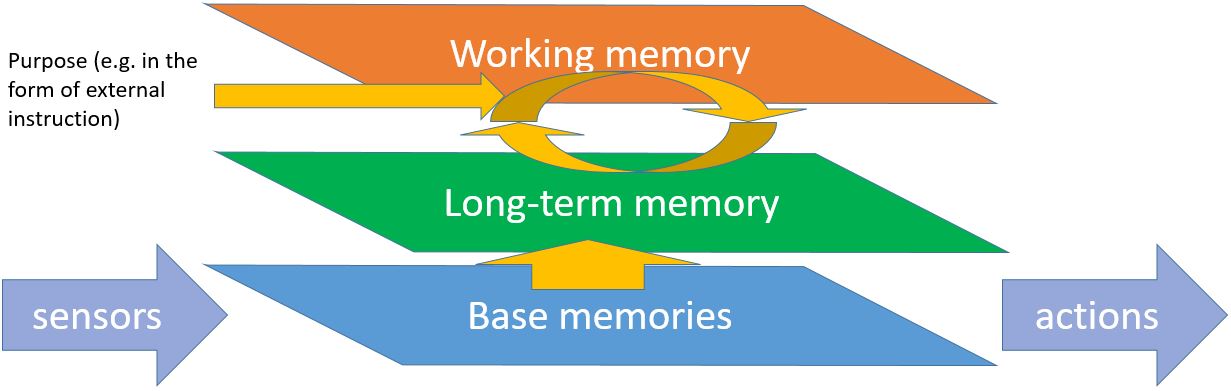 Working memory
Purpose (e.g. in the
form of external
instruction)
Long-term memory
sensors
Base memories
actions